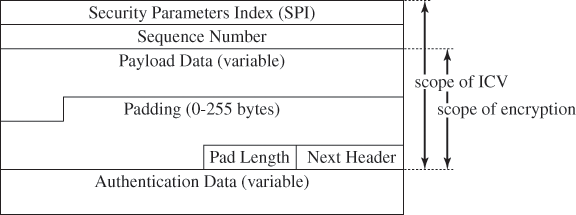 Security Parameters Index (SPI)
Sequence Number
Payload Data (variable)
scope of ICV
Padding (0-255 bytes)
scope of encryption
Pad Length
Next Header
Authentication Data (variable)